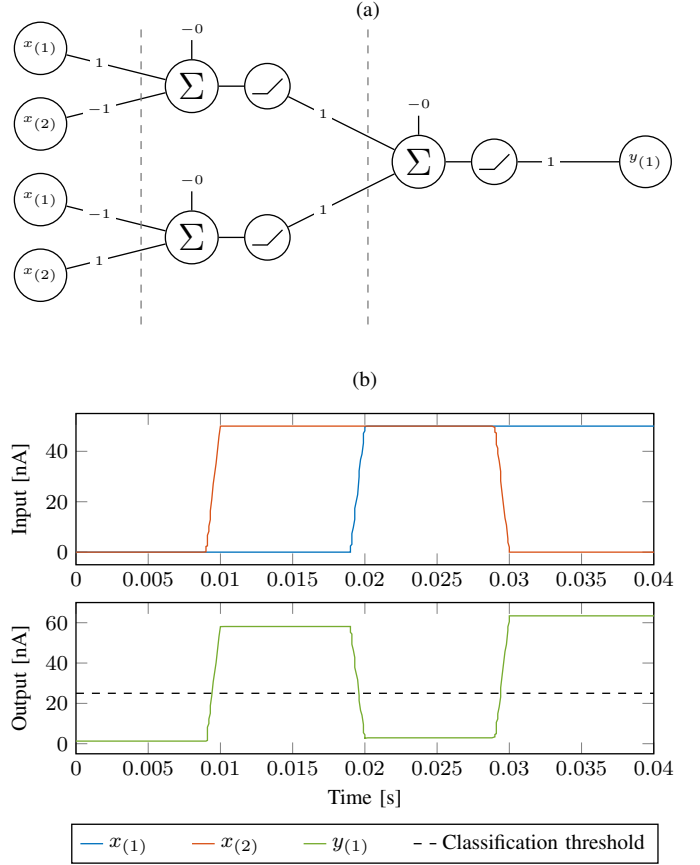 (a)
x(1)
x(2)
x(1)
x(2)
1
−1
−1
1
−0
∑
−0
∑
1
1
−0
∑
1
y(1)
(b)
Input [nA]
40
20
0
0 0.005 0.01 0.015 0.02 0.025 0.03 0.035 0.04
Output [nA]
60
40
20
0
0 0.005 0.01 0.015 0.02 0.025 0.03 0.035 0.04
Time [s]
x(1) x(2) y(1) Classification threshold